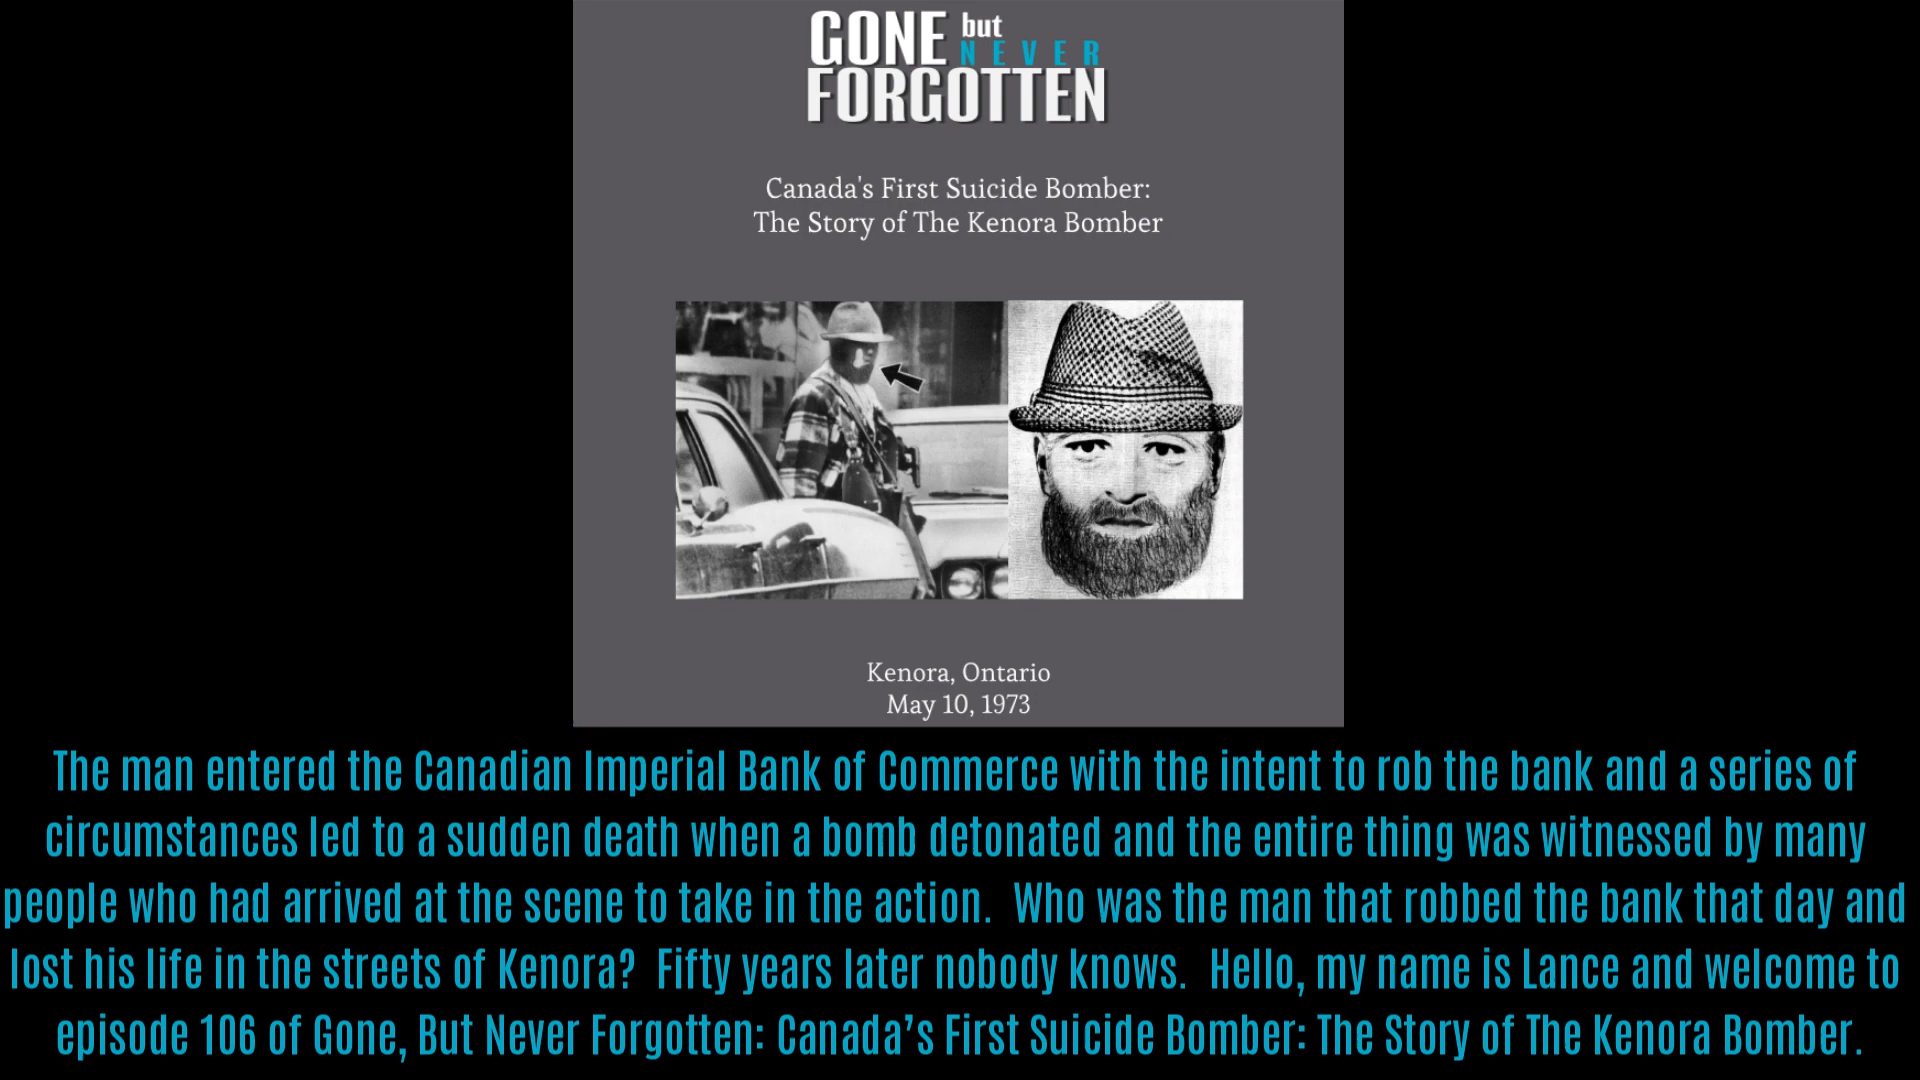 GONE but
NEVER
FORGOTTEN
Canada's First Suicide Bomber:
The Story of The Kenora Bomber
Kenora, Ontario
May 10, 1973
The man entered the Canadian Imperial Bank of Commerce with the intent to rob the bank and a series of
circumstances led to a sudden death when a bomb detonated and the entire thing was witnessed by many
people who had arrived at the scene to take in the action.  Who was the man that robbed the bank that day and
lost his life in the streets of Kenora?  Fifty years later nobody knows.  Hello, my name is Lance and welcome to
episode 106 of Gone, But Never Forgotten: Canada’s First Suicide Bomber: The Story of The Kenora Bomber.